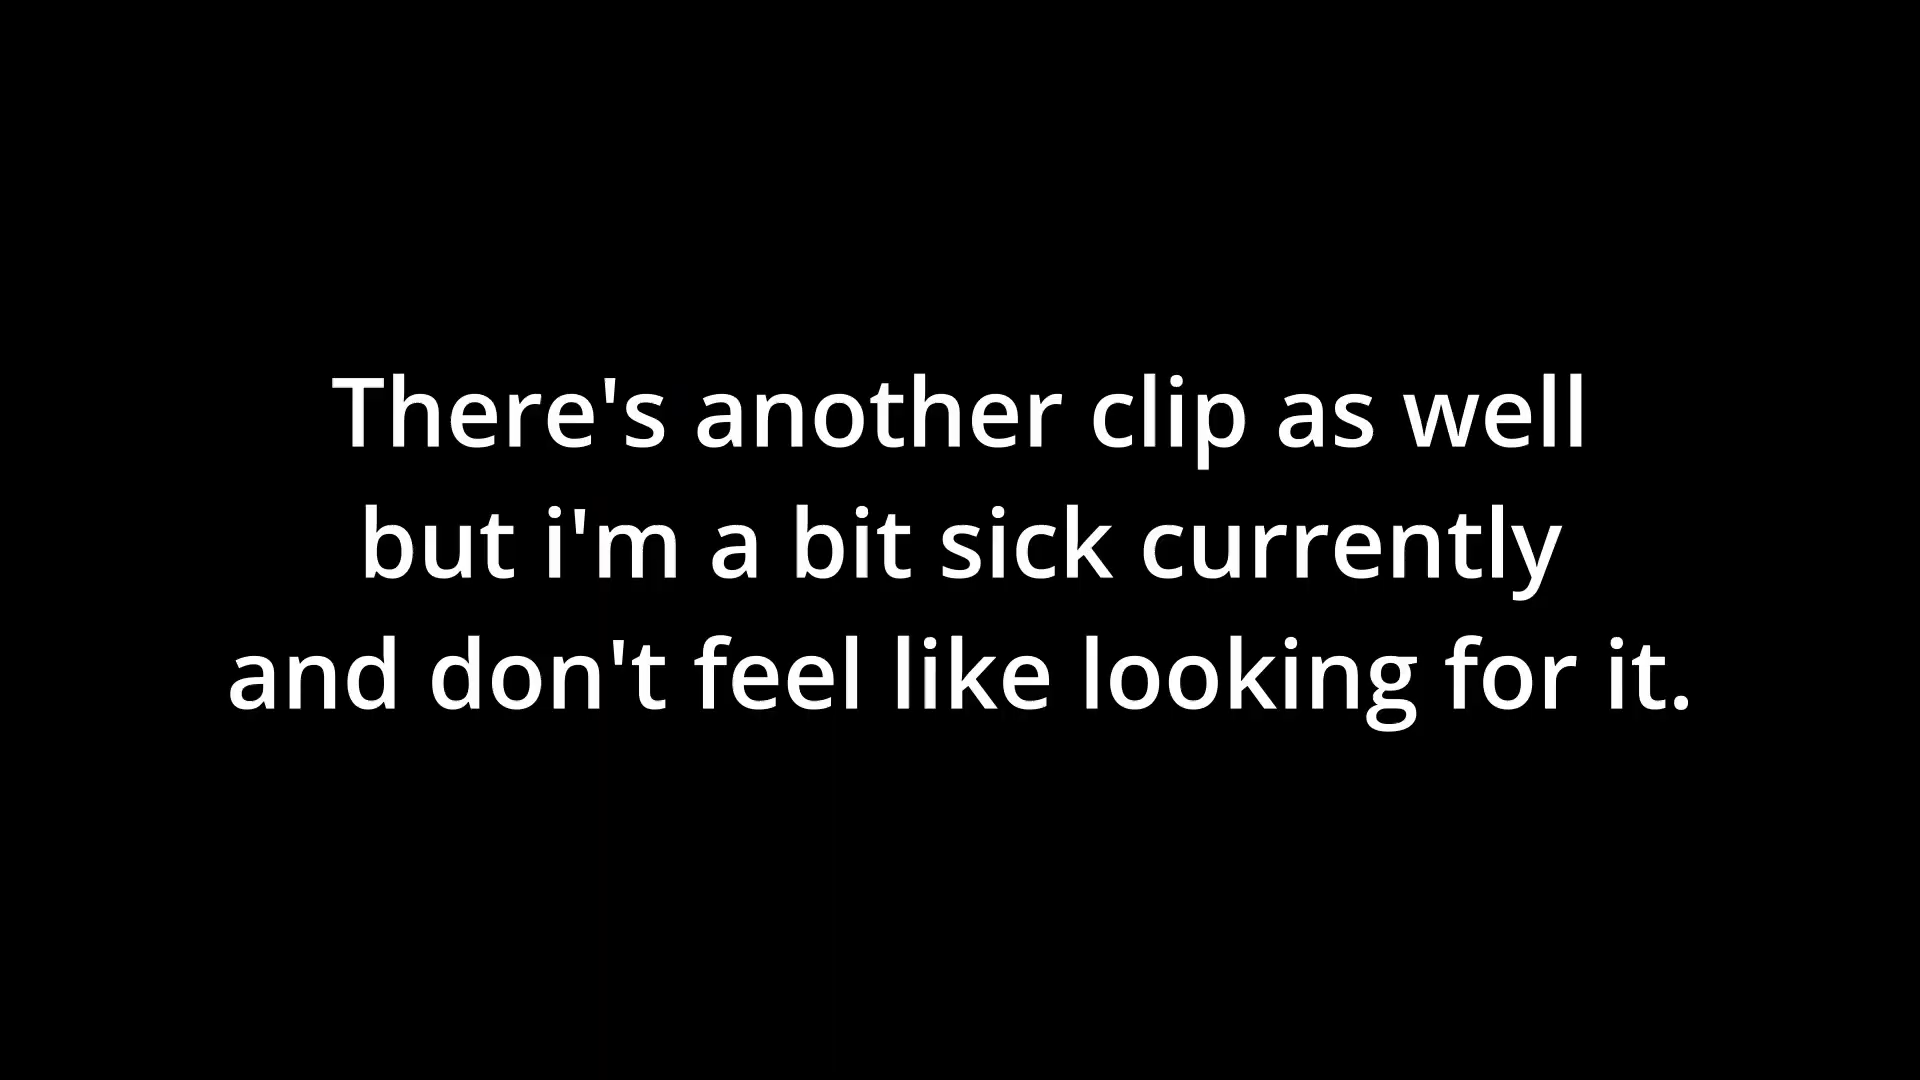 There's another clip as well
but i'm a bit sick currently
and don't feel like looking for it.